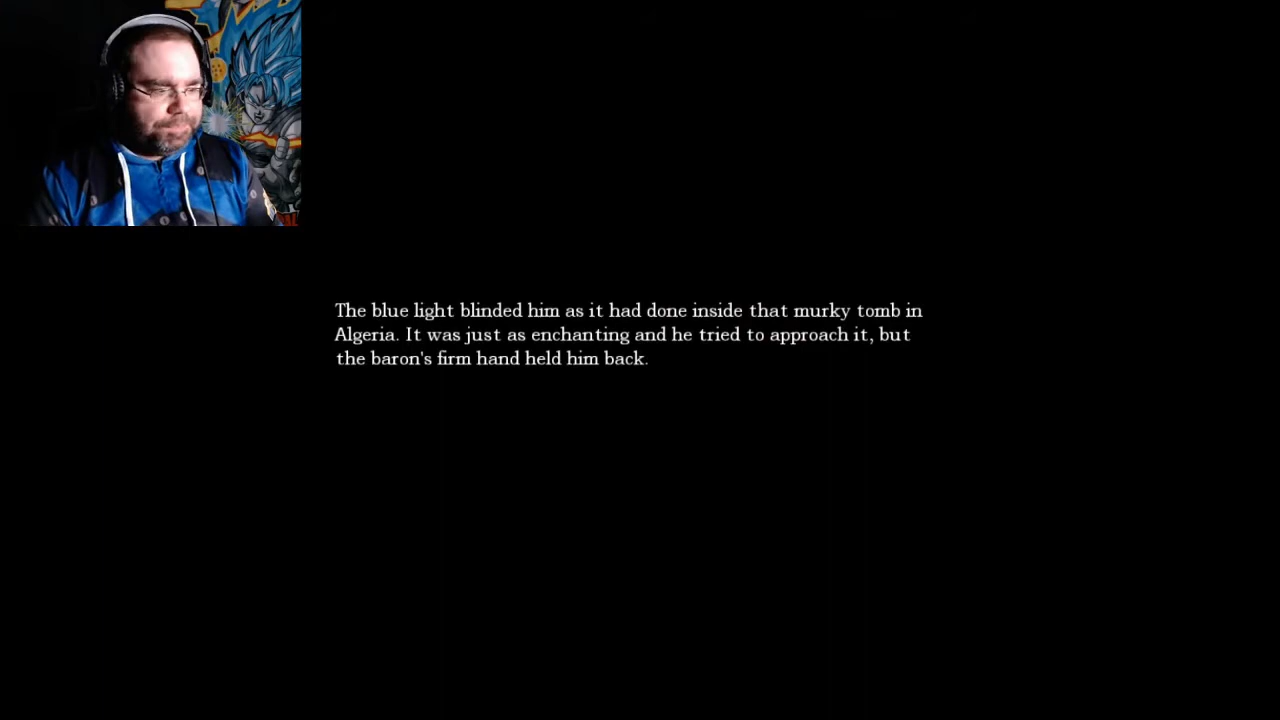 The blue light blinded him as it had done inside that murky tomb in
Algeria. It was just as enchanting and he tried to approach it, but
the baron's firm hand held him back.